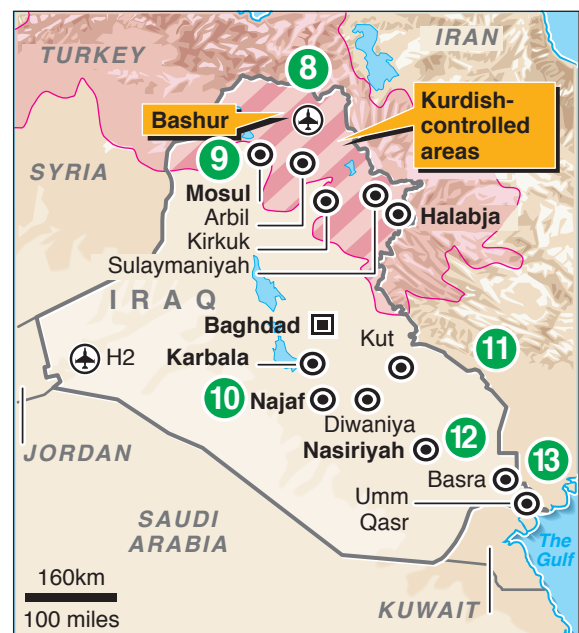 TURKEY
IRAN
8
Bashur
Kurdish-
controlled
areas
SYRIA
9
Mosul
Arbil
Kirkuk
Sulaymaniyah
Halabja
IRAQ
Baghdad
Kut
11
H2
Karbala
10
Najaf
Diwaniya
JORDAN
Nasiriyah
12
13
Basra
Umm
Qasr
SAUDI
ARABIA
The
Gulf
160km
100 miles
KUWAIT